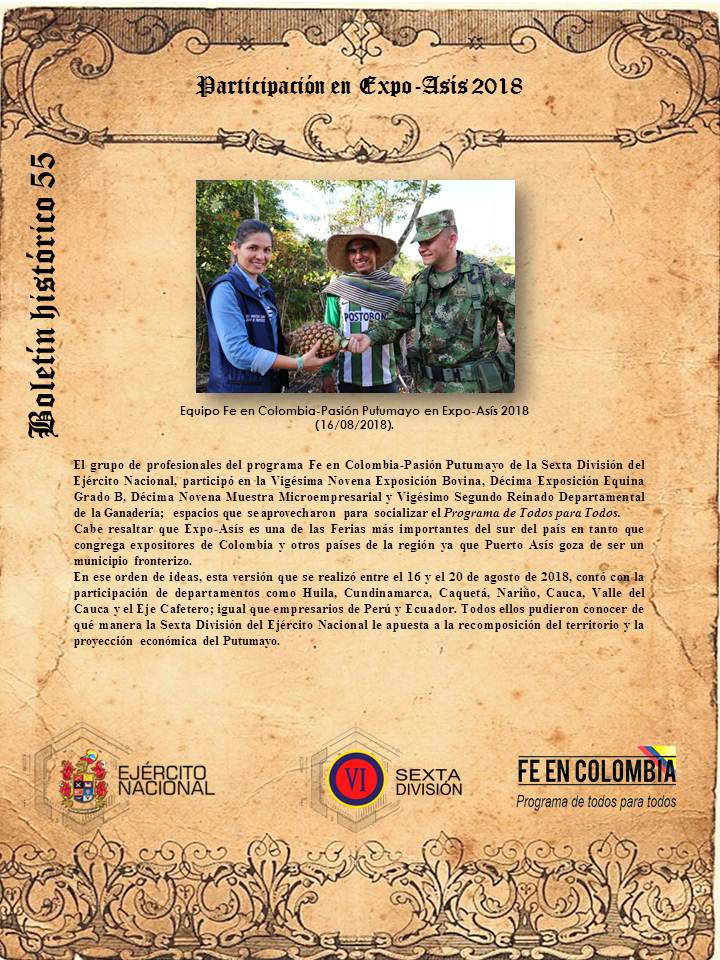 Participación en Expo-Asís 2018
Boletín histórico 55
POSTOBÓN
Equipo Fe en Colombia-Pasión Putumayo en Expo-Asís 2018
(16/08/2018).
El grupo de profesionales del programa Fe en Colombia-Pasión Putumayo de la Sexta División del
Ejército Nacional, participó en la Vigésima Novena Exposición Bovina, Décima Exposición Equina
Grado B, Décima Novena Muestra Microempresarial y Vigésimo Segundo Reinado Departamental
de la Ganadería; espacios que se aprovecharon para socializar el Programa de Todos para Todos.
Cabe resaltar que Expo-Asís es una de las Ferias más importantes del sur del país en tanto que
congrega expositores de Colombia y otros países de la región ya que Puerto Asís goza de ser un
municipio fronterizo.
En ese orden de ideas, esta versión que se realizó entre el 16 y el 20 de agosto de 2018, contó con la
participación de departamentos como Huila, Cundinamarca, Caquetá, Nariño, Cauca, Valle del
Cauca y el Eje Cafetero; igual que empresarios de Perú y Ecuador. Todos ellos pudieron conocer de
qué manera la Sexta División del Ejército Nacional le apuesta a la recomposición del territorio y la
proyección económica del Putumayo.
EJÉRCITO
NACIONAL
VI
SEXTA
DIVISIÓN
FE EN COLOMBIA
Programa de todos para todos